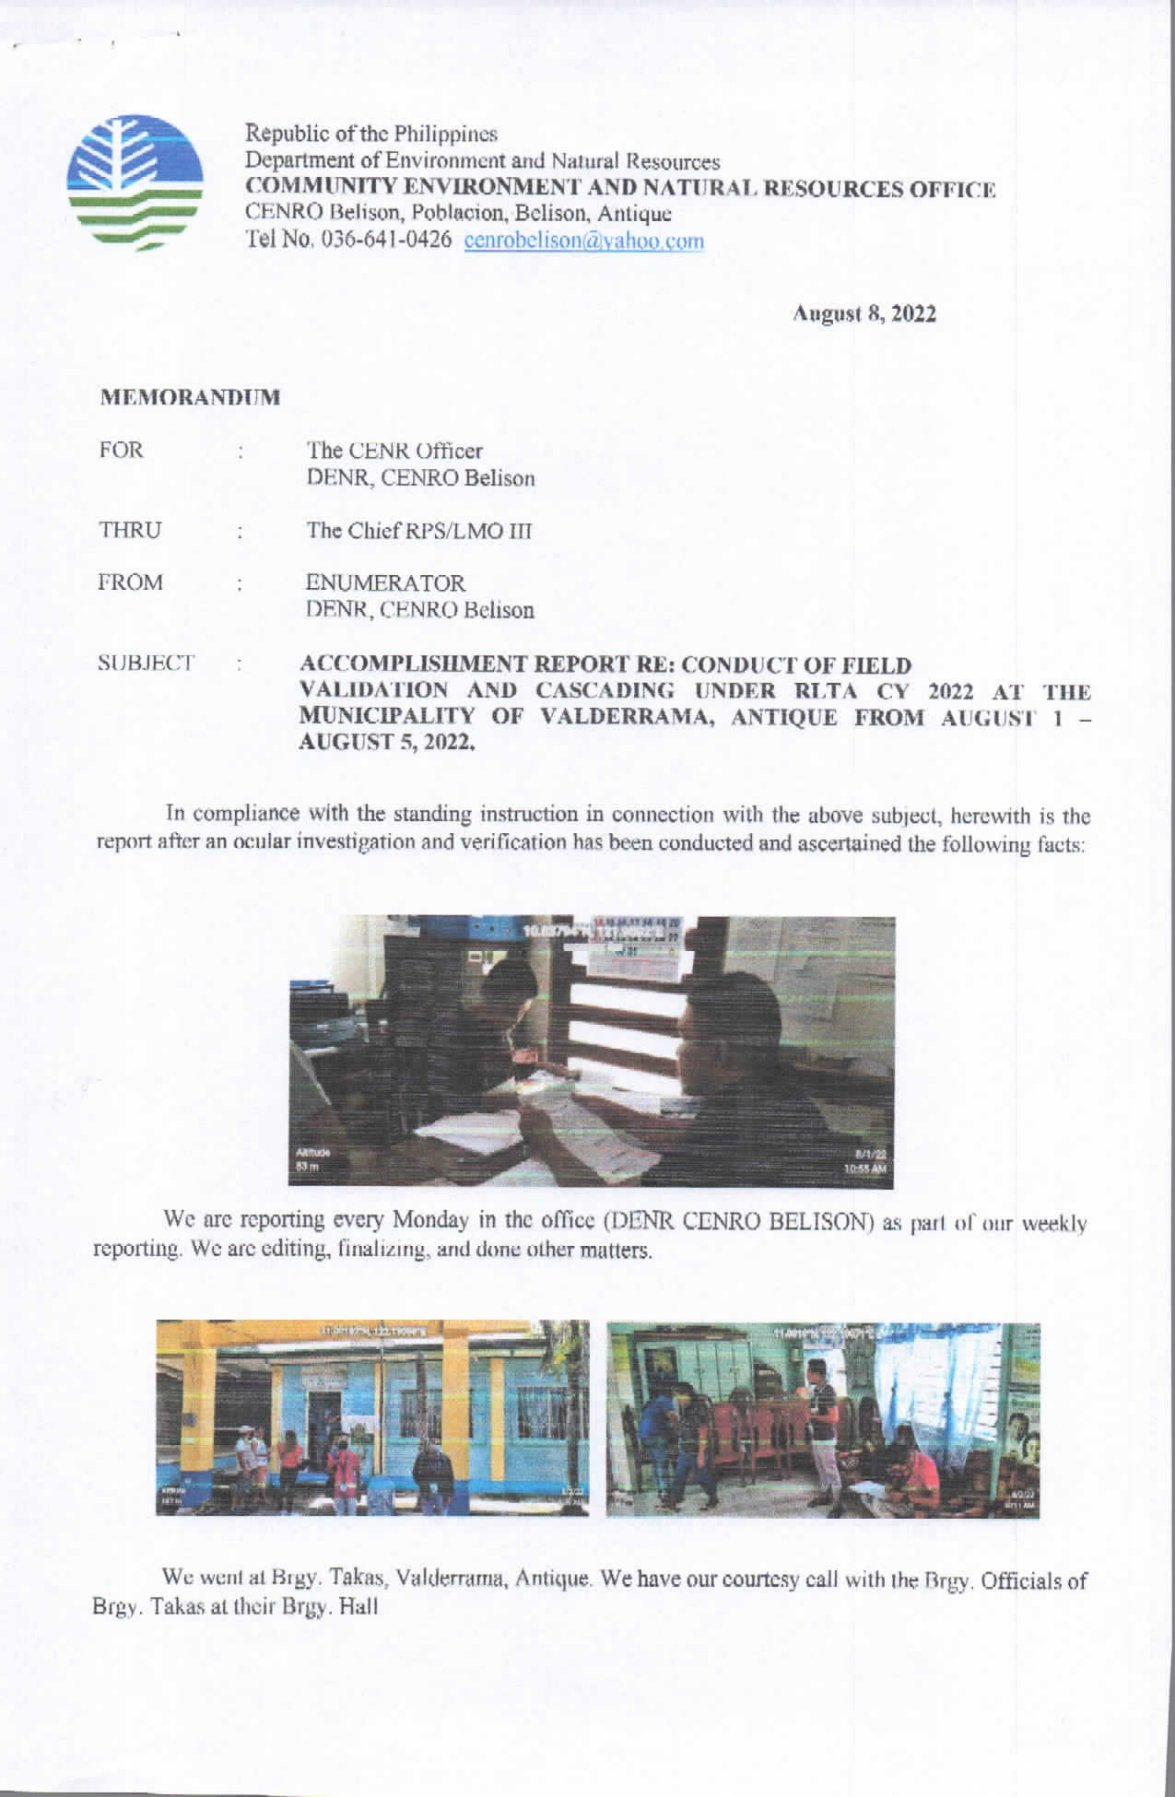 Republic of the Philippines
Department of Environment and Natural Resources
COMMUNITY ENVIRONMENT AND NATURAL RESOURCES OFFICE
CENRO Belison, Poblacion, Belison, Antique
Tel No. 036-641-0426 cenrobelison@yahoo.com
August 8, 2022
MEMORANDUM
FOR : The CENR Officer
DENR, CENRO Belison
THRU : The Chief RPS/LMO III
FROM : ENUMERATOR
DENR, CENRO Belison
SUBJECT : ACCOMPLISHMENT REPORT RE: CONDUCT OF FIELD
VALIDATION AND CASCADING UNDER RLTA CY 2022 AT THE
MUNICIPALITY OF VALDERRAMA, ANTIQUE FROM AUGUST 1 –
AUGUST 5, 2022.
In compliance with the standing instruction in connection with the above subject, herewith is the
report after an ocular investigation and verification has been conducted and ascertained the following facts:
Altitude
83 m
8/1/22
10:55 AM
We are reporting every Monday in the office (DENR CENRO BELISON) as part of our weekly
reporting. We are editing, finalizing, and done other matters.
We went at Brgy. Takas, Valderrama, Antique. We have our courtesy call with the Brgy. Officials of
Brgy. Takas at their Brgy. Hall